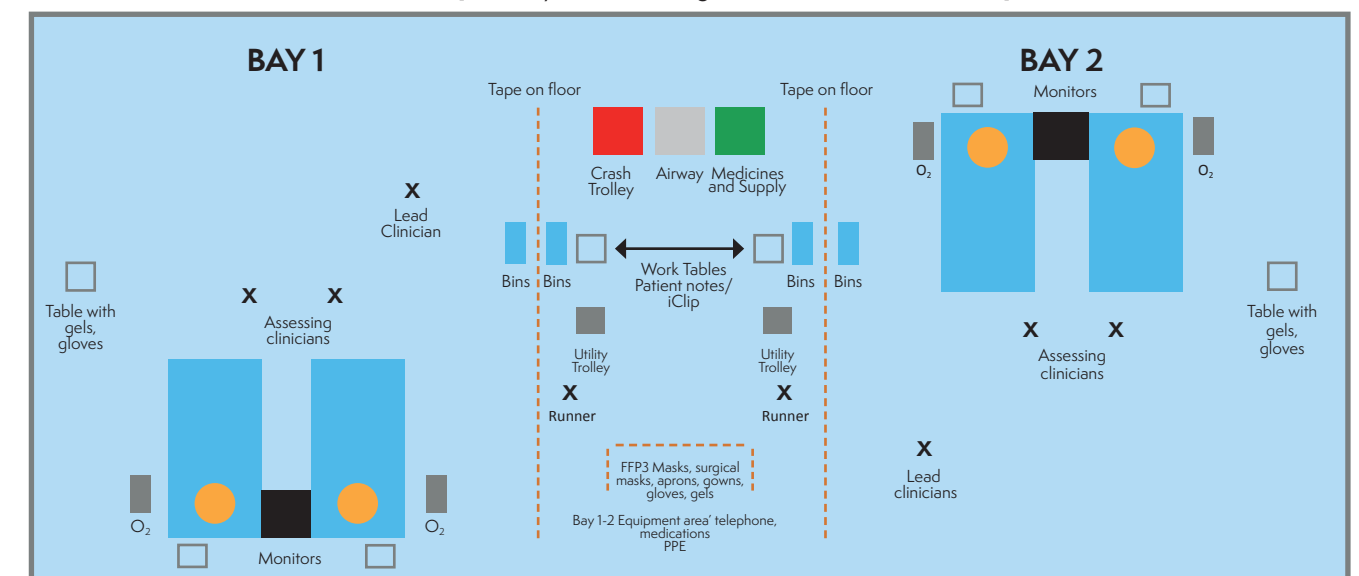 BAY 1
BAY 2
Tape on floor
Tape on floor
Monitors
Crash
Trolley
Airway
Medicines
and Supply
O₂
O₂
X
Lead
Clinician
Bins
Bins
Work Tables
Patient notes/
iClip
Bins
Bins
Table with
gels,
gloves
X X
Assessing
clinicians
Table with
gels,
gloves
X X
Assessing
clinicians
Utility
Trolley
Utility
Trolley
X
Runner
X
Runner
FFP3 Masks, surgical
masks, aprons, gowns,
gloves, gels
X
Lead
clinicians
Bay 1-2 Equipment area' telephone,
medications
PPE
O₂
O₂
Monitors